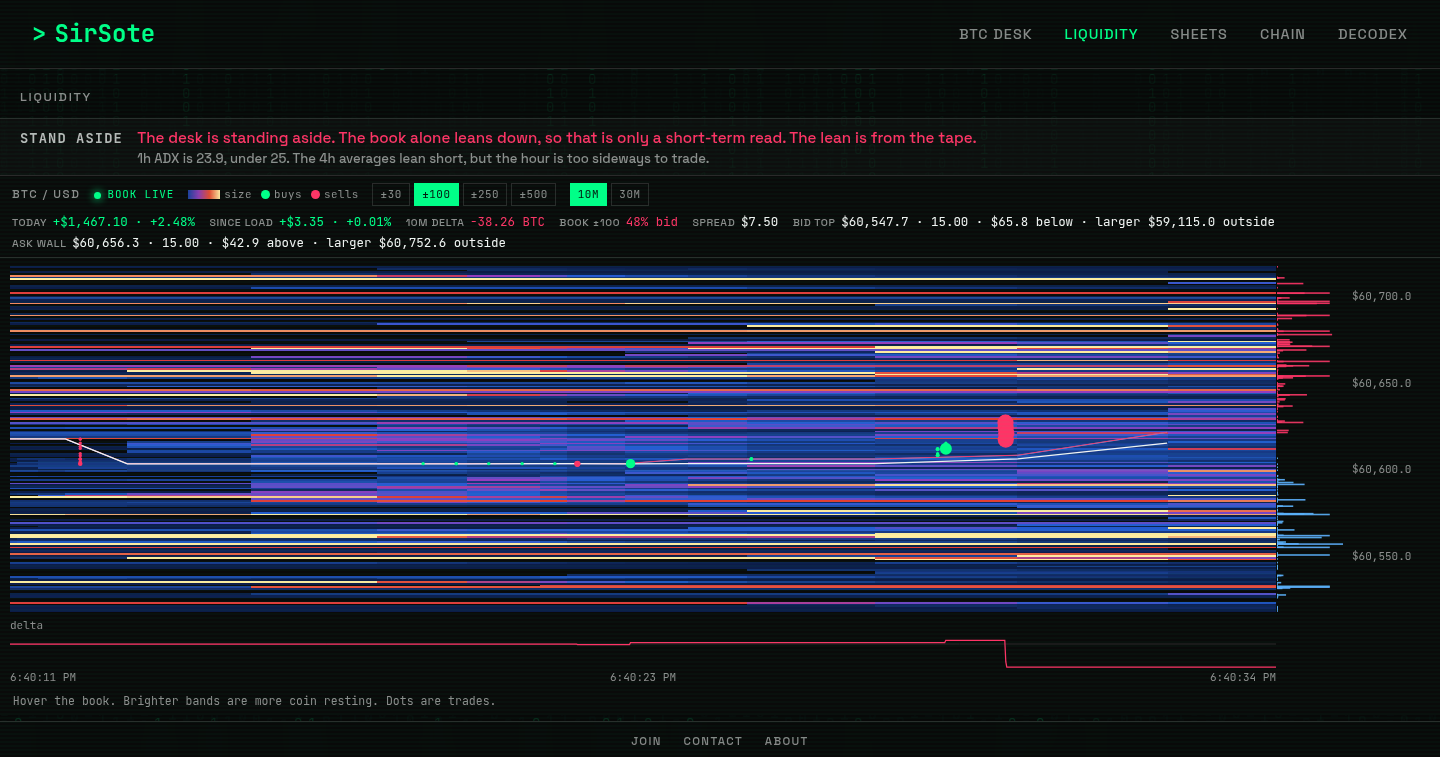 > SirSote
BTC DESK LIQUIDITY SHEETS CHAIN DECODEX
LIQUIDITY
STAND ASIDE The desk is standing aside. The book alone leans down, so that is only a short-term read. The lean is from the tape.
1h ADX is 23.9, under 25. The 4h averages lean short, but the hour is too sideways to trade.
BTC / USD BOOK LIVE size buys sells ±30 ±100 ±250 ±500 10M 30M
TODAY +$1,467.10 · +2.48% SINCE LOAD +$3.35 · +0.01% 10M DELTA -38.26 BTC BOOK ±100 48% bid SPREAD $7.50 BID TOP $60,547.7 · 15.00 · $65.8 below · larger $59,115.0 outside
ASK WALL $60,656.3 · 15.00 · $42.9 above · larger $60,752.6 outside
$60,700.0
$60,650.0
$60,600.0
$60,550.0
delta
6:40:11 PM 6:40:23 PM 6:40:34 PM
Hover the book. Brighter bands are more coin resting. Dots are trades.
JOIN CONTACT ABOUT